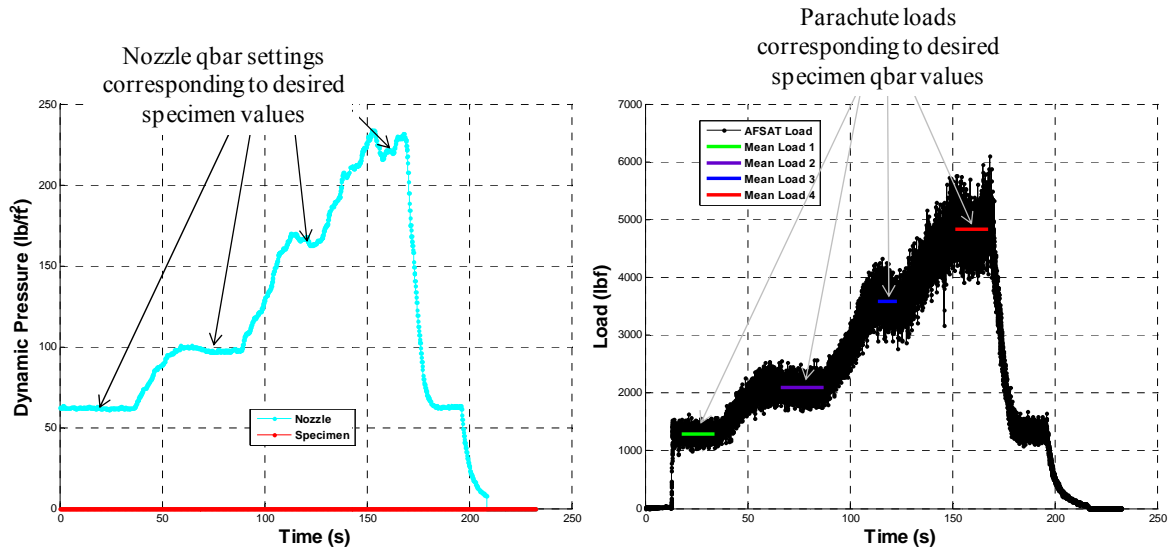 Nozzle qbar settings
corresponding to desired
specimen values
250
200
150
100
50
0
Dynamic Pressure (lb/ft²)
Nozzle
Specimen
0 50 100 150 200 250
Time (s)
Parachute loads
corresponding to desired
specimen qbar values
7000
6000
5000
4000
3000
2000
1000
0
Load (lbf)
AFSAT Load
Mean Load 1
Mean Load 2
Mean Load 3
Mean Load 4
0 50 100 150 200 250
Time (s)